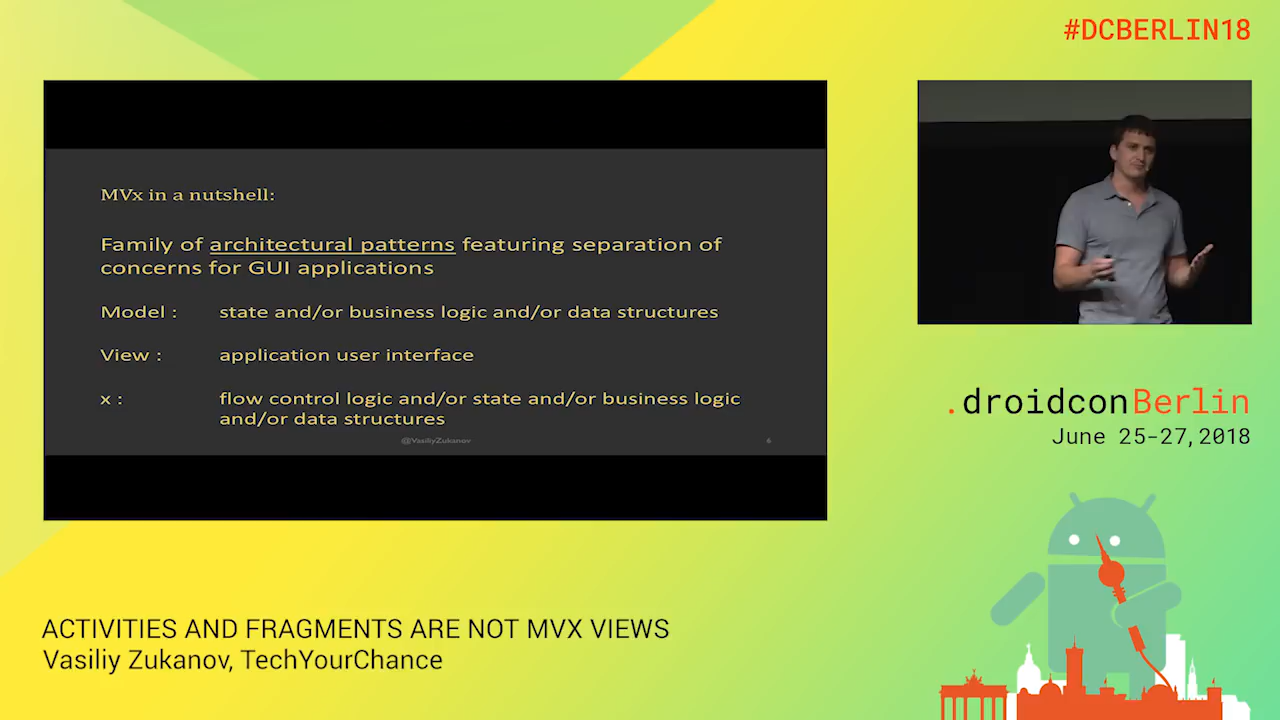 #DCBERLIN18
MVx in a nutshell:
Family of architectural patterns featuring separation of
concerns for GUI applications
Model : state and/or business logic and/or data structures
View : application user interface
x : flow control logic and/or state and/or business logic
and/or data structures
@VasiliyZukanov 6
.droidconBerlin
June 25-27,2018
ACTIVITIES AND FRAGMENTS ARE NOT MVX VIEWS
Vasiliy Zukanov, TechYourChance